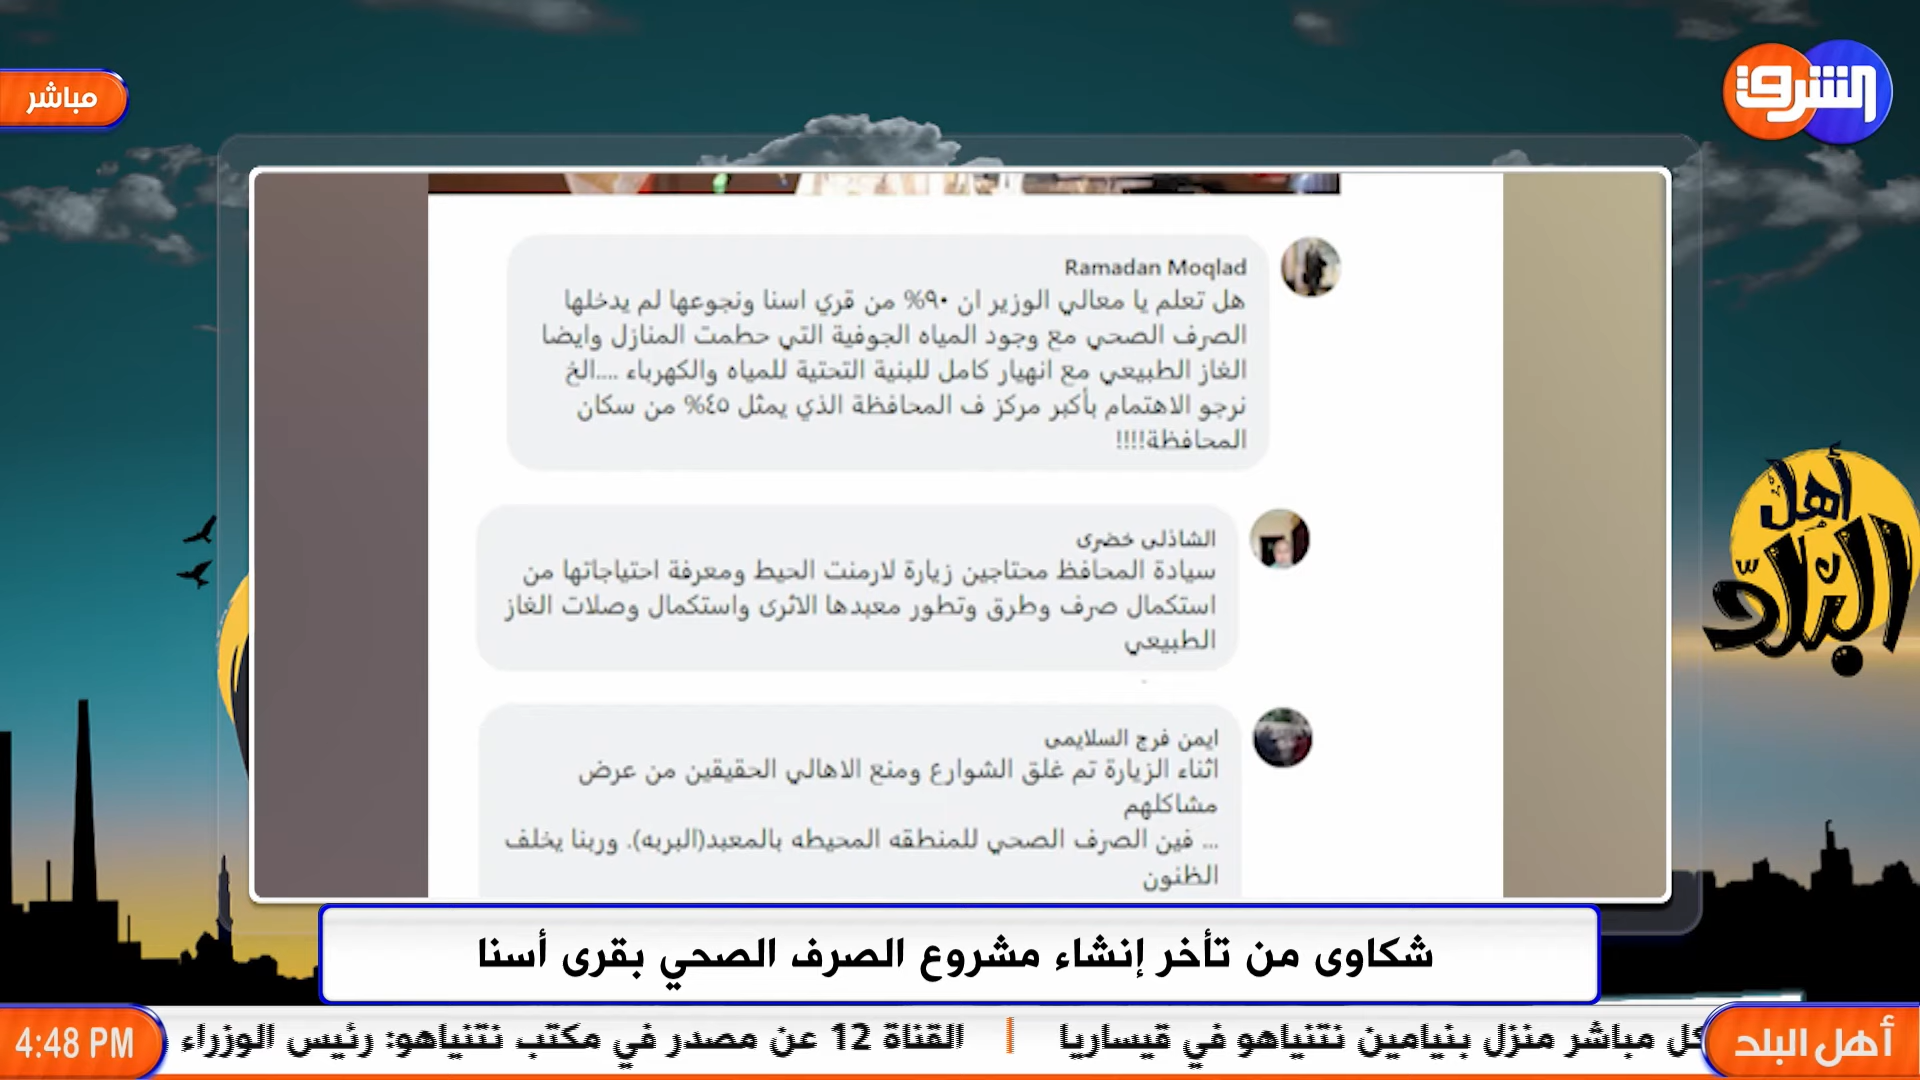 مباشر
الشرق
Ramadan Moqlad
هل تعلم يا معالي الوزير ان ٩٠% من قري اسنا ونجوعها لم يدخلها
الصرف الصحي مع وجود المياه الجوفية التي حطمت المنازل وايضا
الغاز الطبيعي مع انهيار كامل للبنية التحتية للمياه والكهرباء ....الخ
نرجو الاهتمام بأكبر مركز ف المحافظة الذي يمثل ٤٥% من سكان
المحافظة!!!!
الشاذلى خضرى
سيادة المحافظ محتاجين زيارة لارمنت الحيط ومعرفة احتياجاتها من
استكمال صرف وطرق وتطور معبدها الاثرى واستكمال وصلات الغاز
الطبيعي
ايمن فرج السلايمى
اثناء الزيارة تم غلق الشوارع ومنع الاهالي الحقيقين من عرض
مشاكلهم
... فين الصرف الصحي للمنطقه المحيطه بالمعبد(البربه). وربنا يخلف
الظنون
أهل
البلد
شكاوى من تأخر إنشاء مشروع الصرف الصحي بقرى أسنا
أهل البلد
كل مباشر منزل بنيامين نتنياهو في قيساريا | القناة 12 عن مصدر في مكتب نتنياهو: رئيس الوزراء
4:48 PM